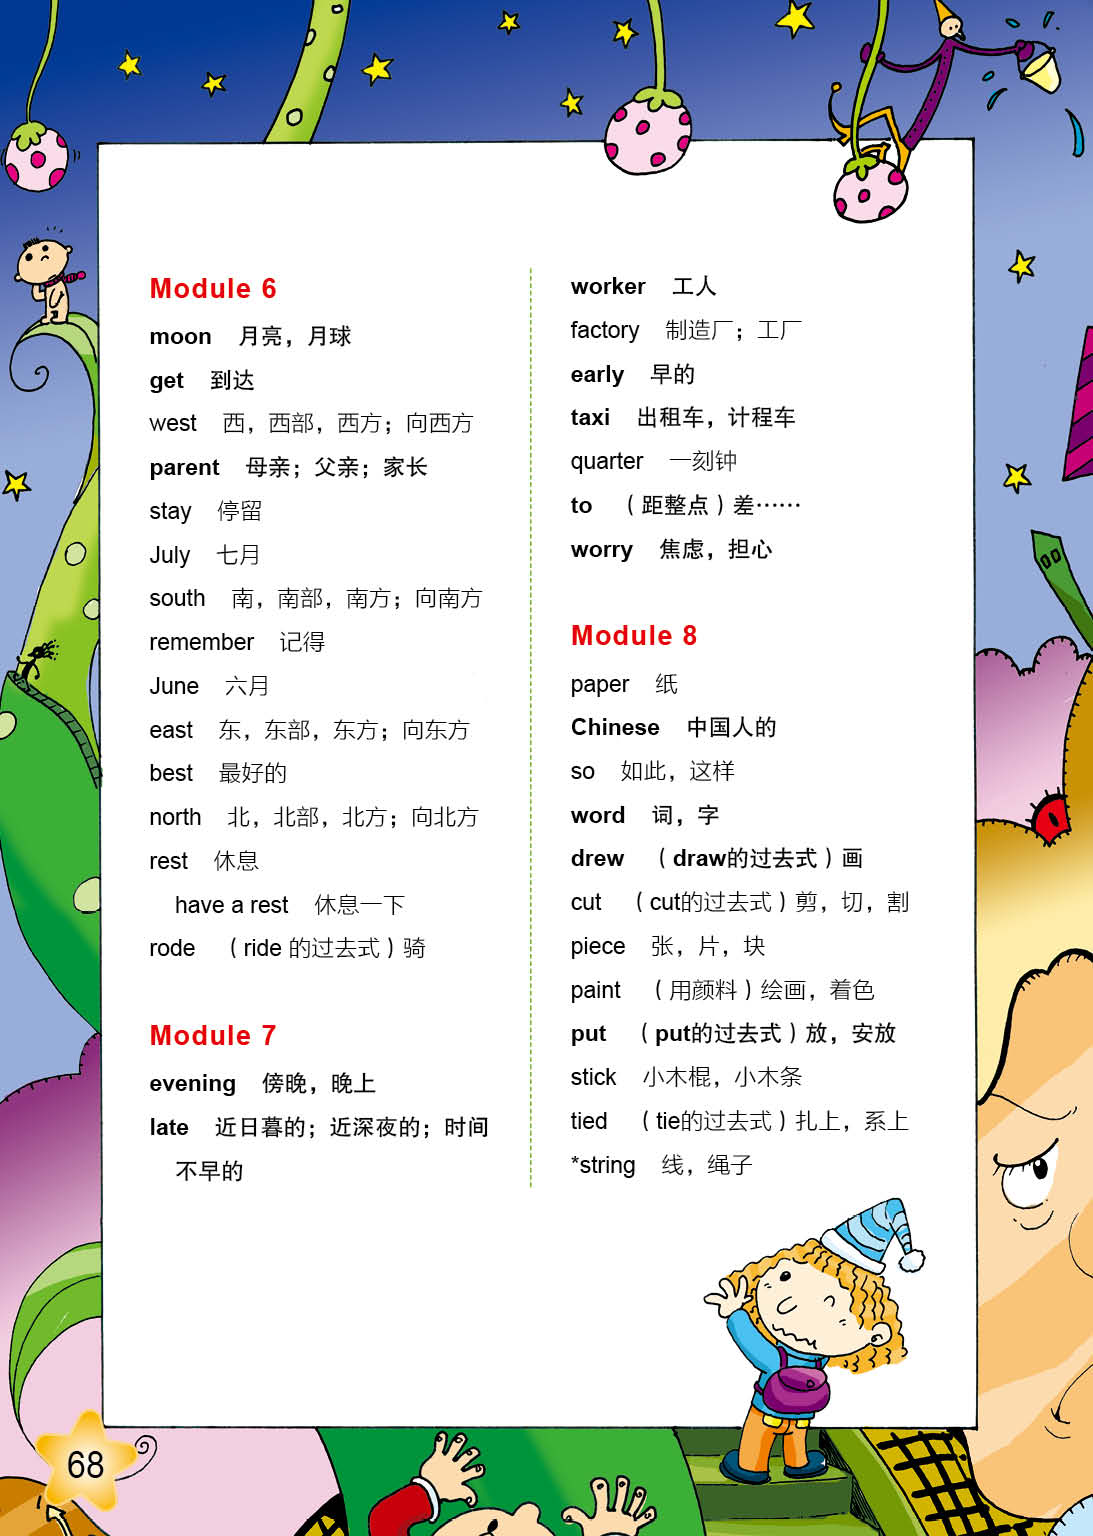 Module 6
moon 月亮，月球
get 到达
west 西，西部，西方；向西方
parent 母亲；父亲；家长
stay 停留
July 七月
south 南，南部，南方；向南方
remember 记得
June 六月
east 东，东部，东方；向东方
best 最好的
north 北，北部，北方；向北方
rest 休息
have a rest 休息一下
rode （ride 的过去式）骑
Module 7
evening 傍晚，晚上
late 近日暮的；近深夜的；时间
不早的
worker 工人
factory 制造厂；工厂
early 早的
taxi 出租车，计程车
quarter 一刻钟
to （距整点）差……
worry 焦虑，担心
Module 8
paper 纸
Chinese 中国人的
so 如此，这样
word 词，字
drew （draw的过去式）画
cut （cut的过去式）剪，切，割
piece 张，片，块
paint （用颜料）绘画，着色
put （put的过去式）放，安放
stick 小木棍，小木条
tied （tie的过去式）扎上，系上
*string 线，绳子
68